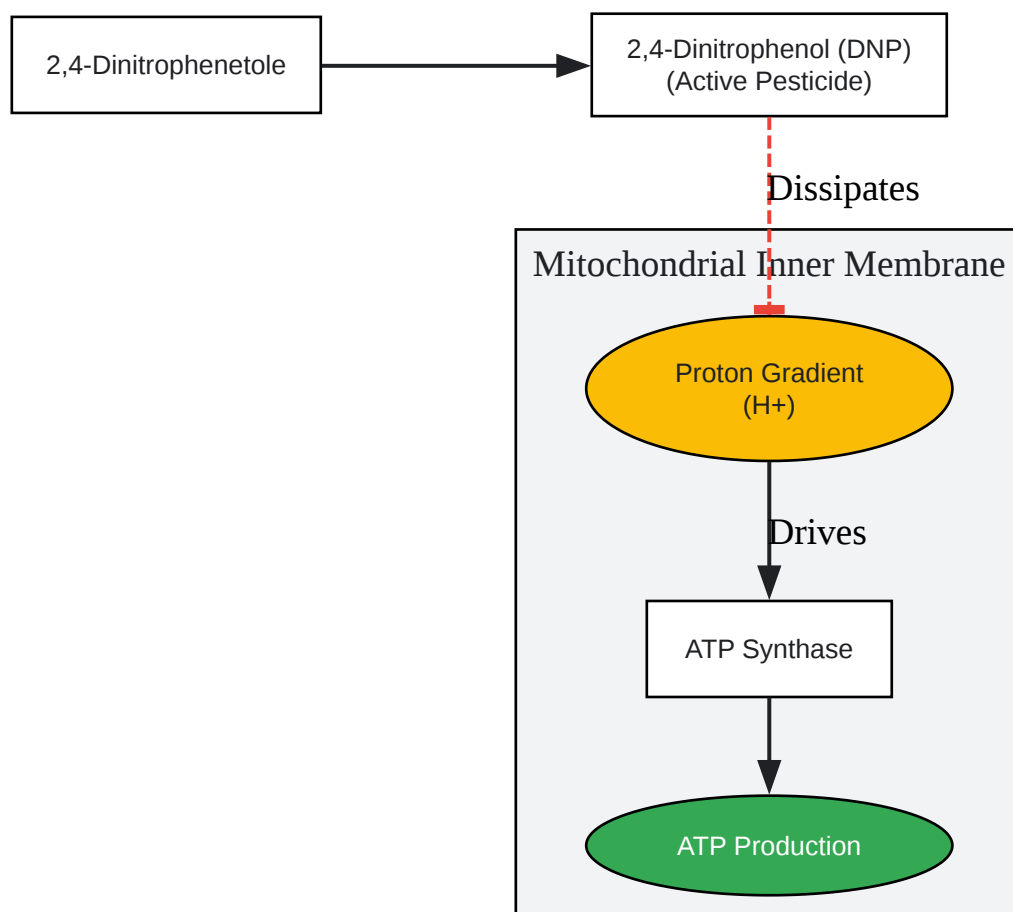 2,4-Dinitrophenetole
2,4-Dinitrophenol (DNP)
(Active Pesticide)
Dissipates
Mitochondrial Inner Membrane
Proton Gradient
(H+)
Drives
ATP Synthase
ATP Production